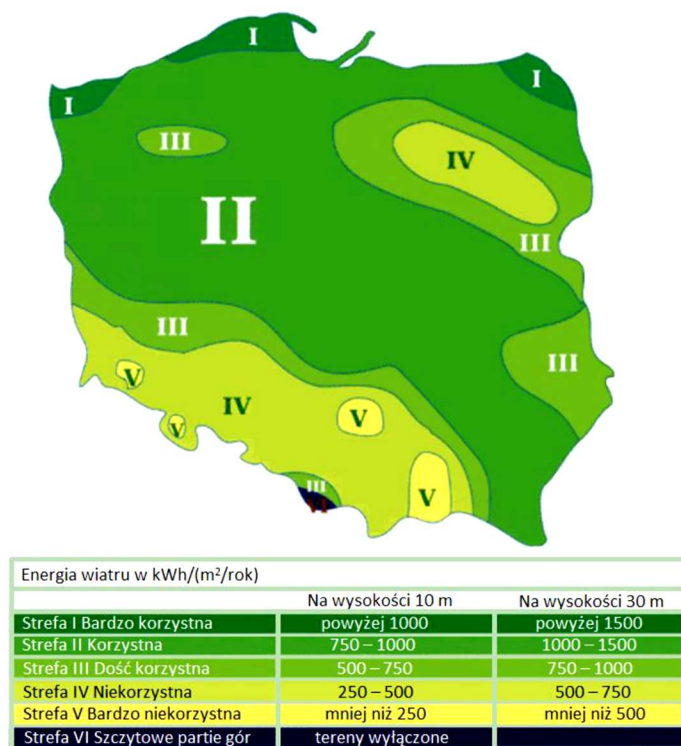 I
I
I
III
IV
II
III
III
III
V
IV
V
V
III
VI
V
Energia wiatru w kWh/(m²/rok)
Na wysokości 10 m Na wysokości 30 m
Strefa I Bardzo korzystna powyżej 1000 powyżej 1500
Strefa II Korzystna 750 – 1000 1000 – 1500
Strefa III Dość korzystna 500 – 750 750 – 1000
Strefa IV Niekorzystna 250 – 500 500 – 750
Strefa V Bardzo niekorzystna mniej niż 250 mniej niż 500
Strefa VI Szczytowe partie gór tereny wyłączone